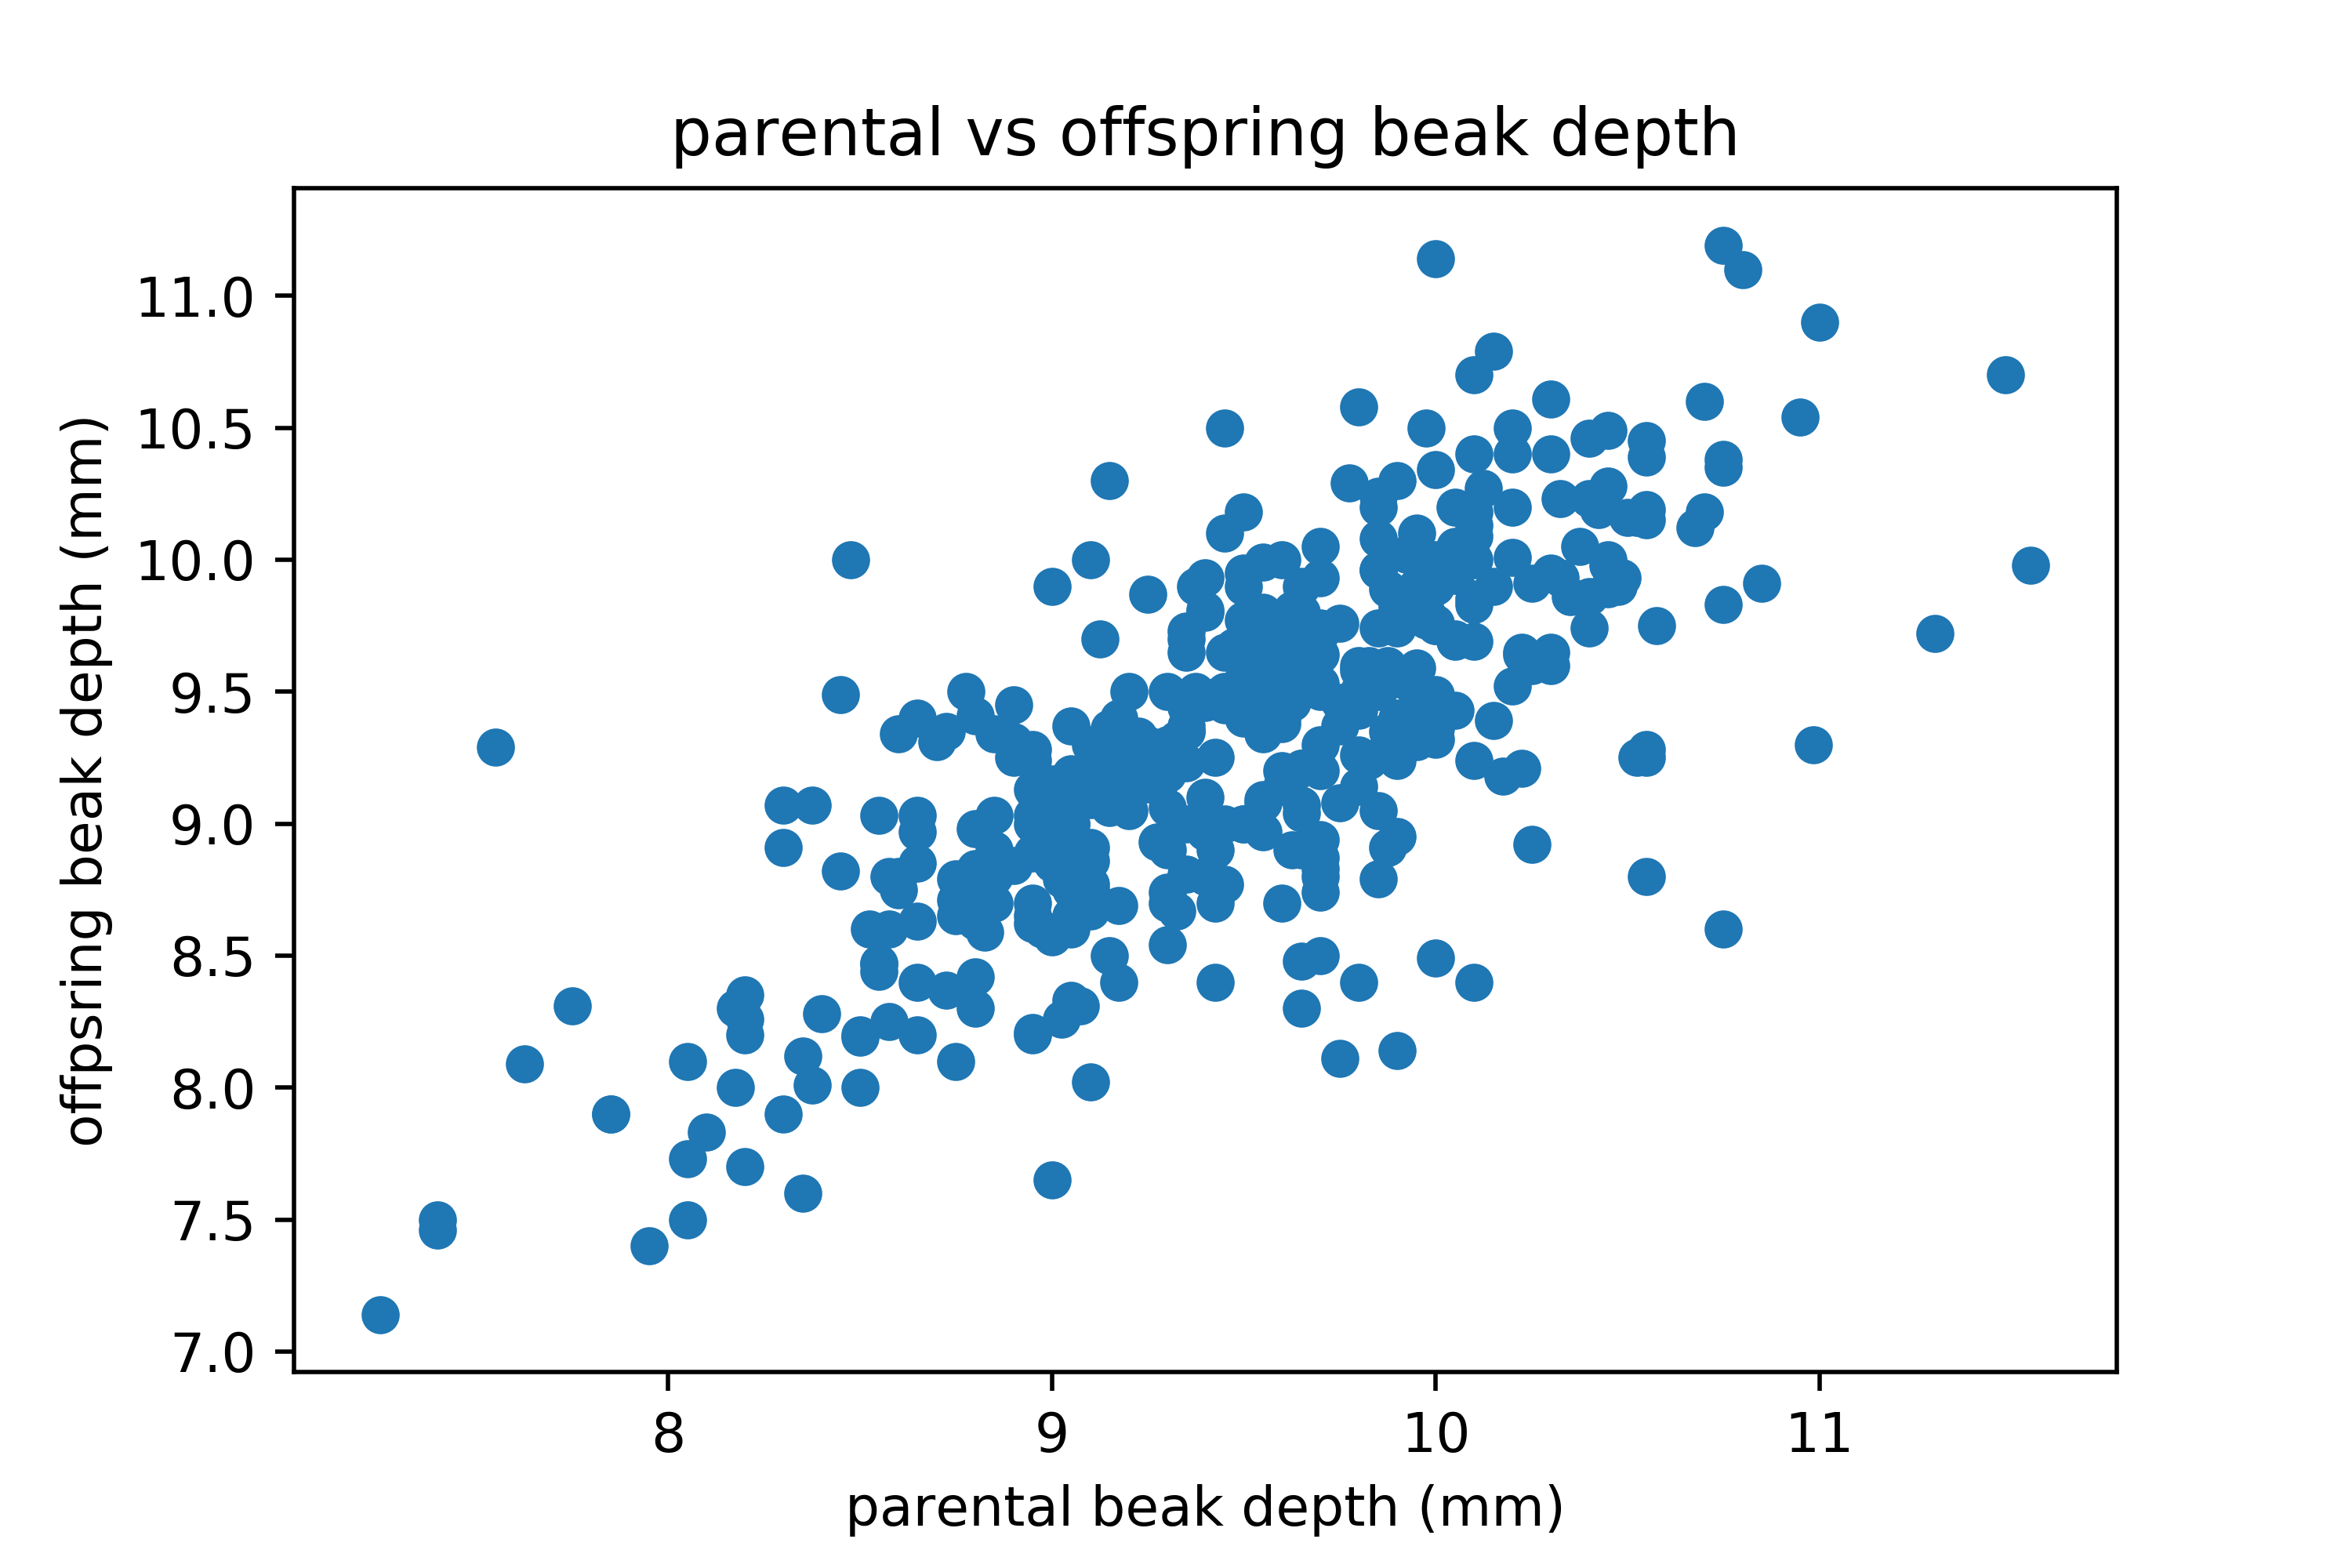 parental vs offspring beak depth
11.0
10.5
10.0
9.5
9.0
8.5
8.0
7.5
7.0
offpsring beak depth (mm)
8 9 10 11
parental beak depth (mm)